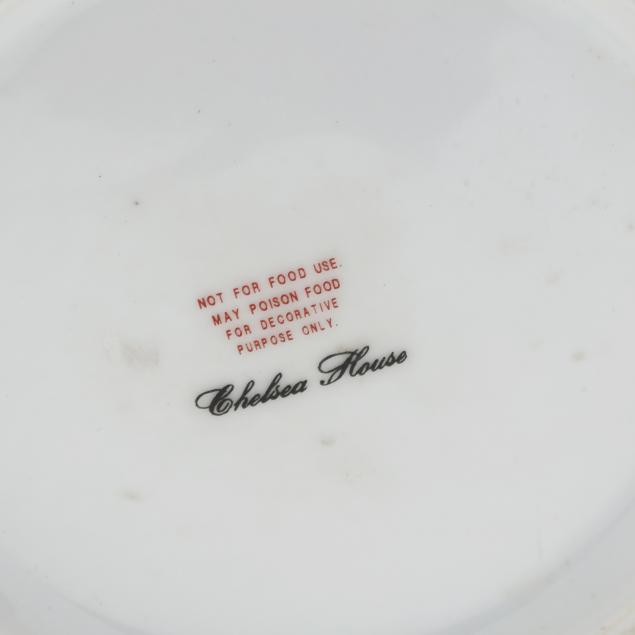 NOT FOR FOOD USE.
MAY POISON FOOD
FOR DECORATIVE
PURPOSE ONLY.
Chelsea House